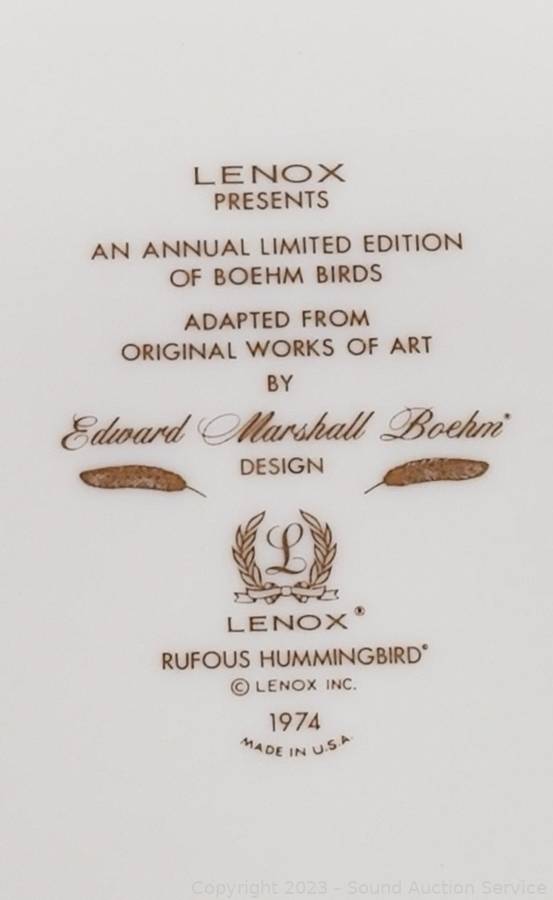 LENOX
PRESENTS
AN ANNUAL LIMITED EDITION
OF BOEHM BIRDS
ADAPTED FROM
ORIGINAL WORKS OF ART
BY
Edward Marshall Boehm®
DESIGN
L
LENOX®
RUFOUS HUMMINGBIRD®
© LENOX INC.
1974
MADE IN U.S.A.
Copyright 2023 - Sound Auction Service